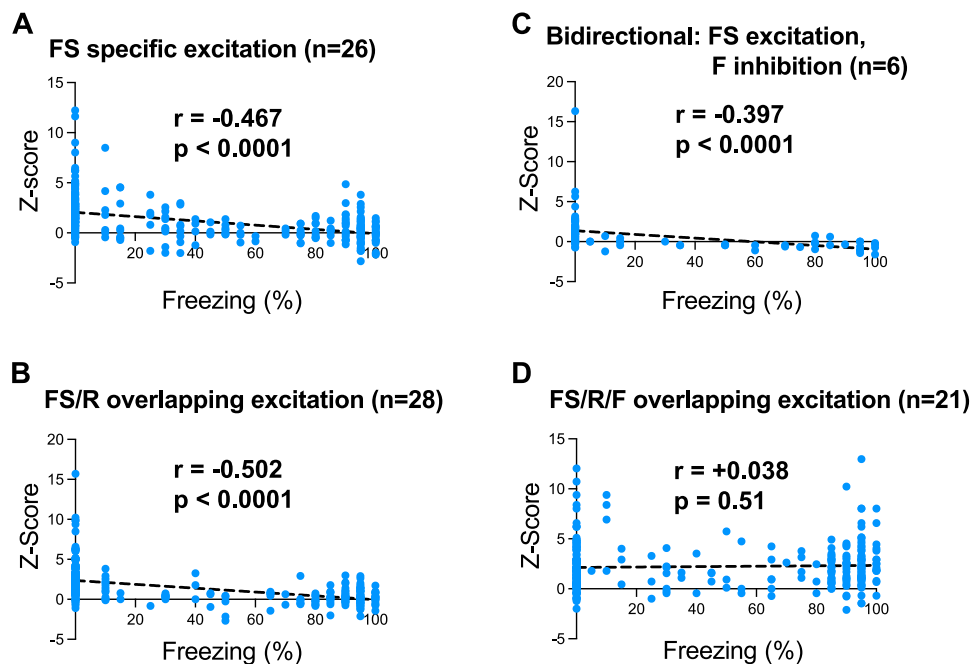 A
FS specific excitation (n=26)
15
10
5
0
-5
Z-score
r = -0.467
p < 0.0001
20
40
60
80
100
Freezing (%)
C
Bidirectional: FS excitation,
F inhibition (n=6)
20
15
10
5
0
-5
Z-Score
r = -0.397
p < 0.0001
20
40
60
80
100
Freezing (%)
B
FS/R overlapping excitation (n=28)
20
15
10
5
0
-5
Z-Score
r = -0.502
p < 0.0001
20
40
60
80
100
Freezing (%)
D
FS/R/F overlapping excitation (n=21)
15
10
5
0
-5
Z-Score
r = +0.038
p = 0.51
20
40
60
80
100
Freezing (%)